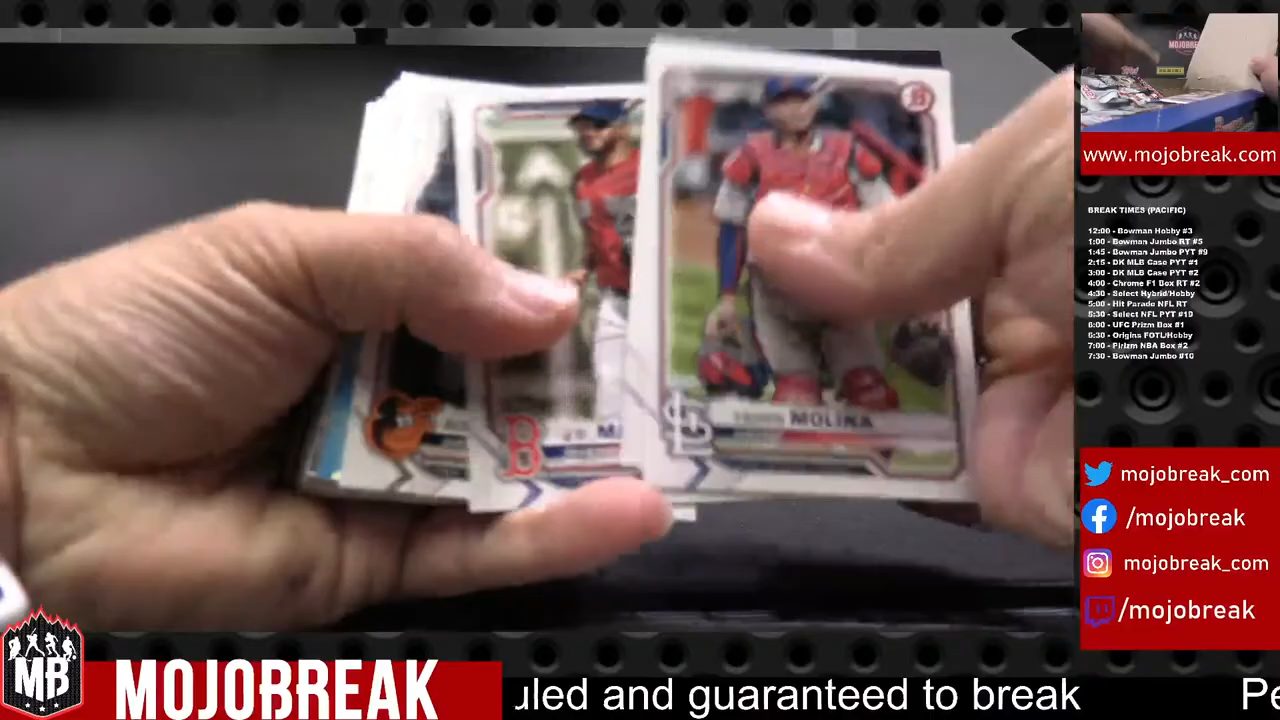 MOLINA
B
MOJOBREAK
www.mojobreak.com
BREAK TIMES (PACIFIC)
12:00 - Bowman Hobby #3
1:00 - Bowman Jumbo RT #5
1:45 - Bowman Jumbo PYT #9
2:15 - DK MLB Case PYT #1
3:00 - DK MLB Case PYT #2
4:00 - Chrome F1 Box RT #2
4:30 - Select Hybrid/Hobby
5:00 - Hit Parade NFL RT
5:30 - Select NFL PYT #10
6:00 - UFC Prizm Box #1
6:30 - Origins FOTL/Hobby
7:00 - Prizm NBA Box #2
7:30 - Bowman Jumbo #10
mojobreak_com
/mojobreak
mojobreak_com
/mojobreak
MB
MOJOBREAK
uled and guaranteed to break
Pe